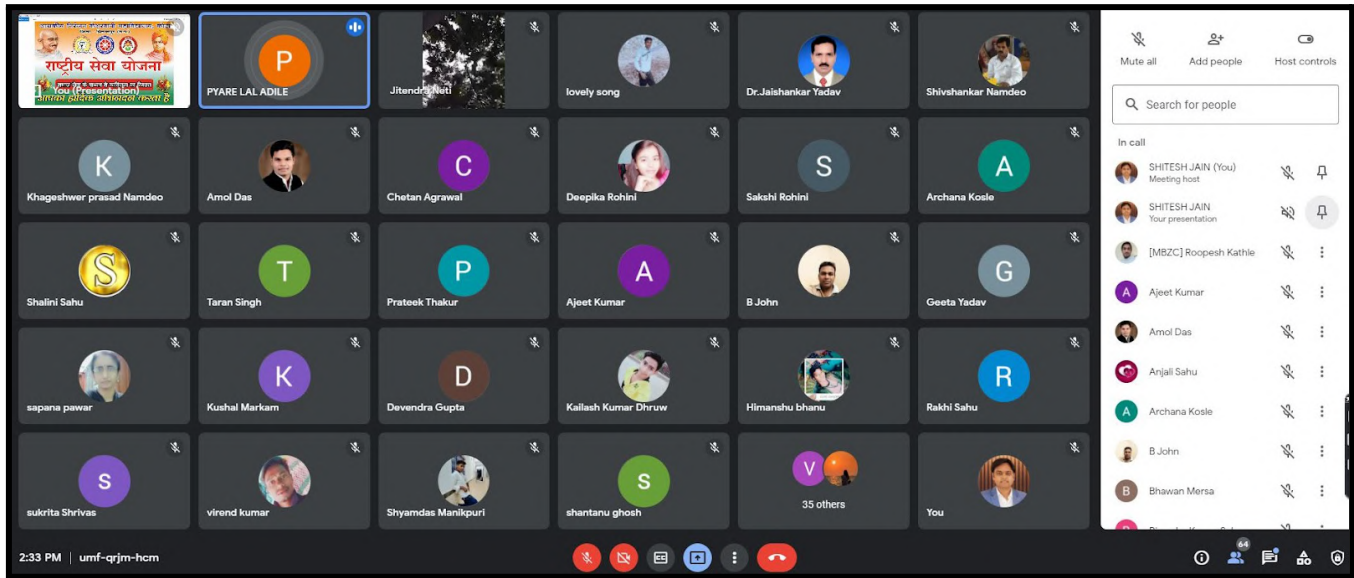 राष्ट्रीय सेवा योजना
You (Presentation)
आपका हार्दिक अभिनंदन करता है
P
PYARE LAL ADILE
Jitendra Neti
lovely song
Dr.Jaishankar Yadav
Shivshankar Namdeo
K
Khageshwer prasad Namdeo
Amol Das
C
Chetan Agrawal
Deepika Rohini
S
Sakshi Rohini
A
Archana Kosle
S
Shalini Sahu
T
Taran Singh
P
Prateek Thakur
A
Ajeet Kumar
B John
G
Geeta Yadav
sapana pawar
K
Kushal Markam
D
Devendra Gupta
Kailash Kumar Dhruw
Himanshu bhanu
R
Rakhi Sahu
s
sukrita Shrivas
virend kumar
Shyamdas Manikpuri
s
shantanu ghosh
V
35 others
You
Mute all
Add people
Host controls
Search for people
In call
SHITESH JAIN (You)
Meeting host
SHITESH JAIN
Your presentation
[MBZC] Roopesh Kathle
A Ajeet Kumar
Amol Das
Anjali Sahu
A Archana Kosle
B John
B Bhawan Mersa
2:33 PM | umf-qrjm-hcm
CC
64